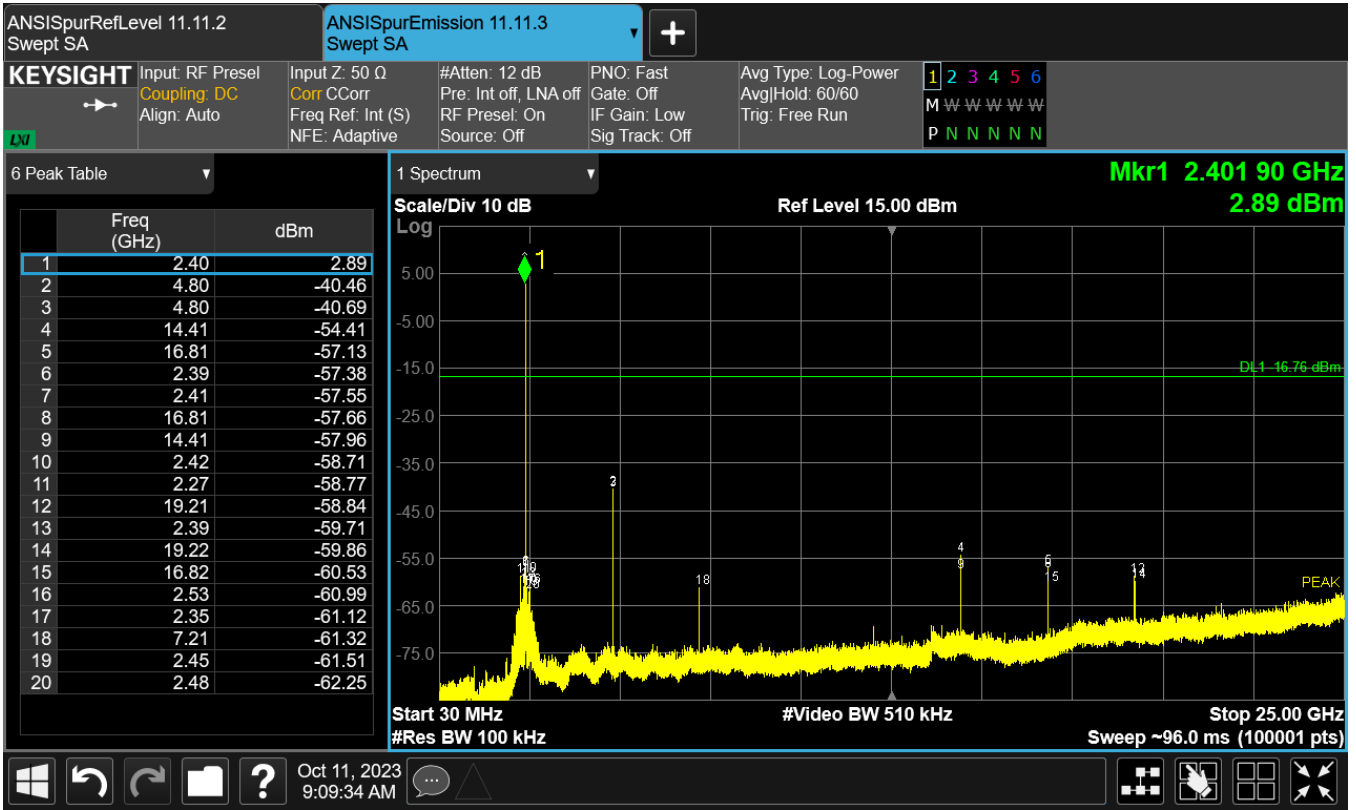 ANSISpurRefLevel 11.11.2
Swept SA
ANSISpurEmission 11.11.3
Swept SA
KEYSIGHT
LXI
Input: RF Presel
Coupling: DC
Align: Auto
Input Z: 50 Ω
Corr CCorr
Freq Ref: Int (S)
NFE: Adaptive
#Atten: 12 dB
Pre: Int off, LNA off
RF Presel: On
Source: Off
PNO: Fast
Gate: Off
IF Gain: Low
Sig Track: Off
Avg Type: Log-Power
Avg|Hold: 60/60
Trig: Free Run
1 2 3 4 5 6
M W W W W W
P N N N N N
6 Peak Table
Freq (GHz) dBm
1 2.40 2.89
2 4.80 -40.46
3 4.80 -40.69
4 14.41 -54.41
5 16.81 -57.13
6 2.39 -57.38
7 2.41 -57.55
8 16.81 -57.66
9 14.41 -57.96
10 2.42 -58.71
11 2.27 -58.77
12 19.21 -58.84
13 2.39 -59.71
14 19.22 -59.86
15 16.82 -60.53
16 2.53 -60.99
17 2.35 -61.12
18 7.21 -61.32
19 2.45 -61.51
20 2.48 -62.25
1 Spectrum
Mkr1 2.401 90 GHz
2.89 dBm
Scale/Div 10 dB
Ref Level 15.00 dBm
Log
1
5.00
-5.00
-15.0
DL1 -16.76 dBm
-25.0
-35.0
-45.0
4
-55.0
18
PEAK
-65.0
-75.0
Start 30 MHz
#Video BW 510 kHz
Stop 25.00 GHz
#Res BW 100 kHz
Sweep ~96.0 ms (100001 pts)
?
Oct 11, 2023
9:09:34 AM